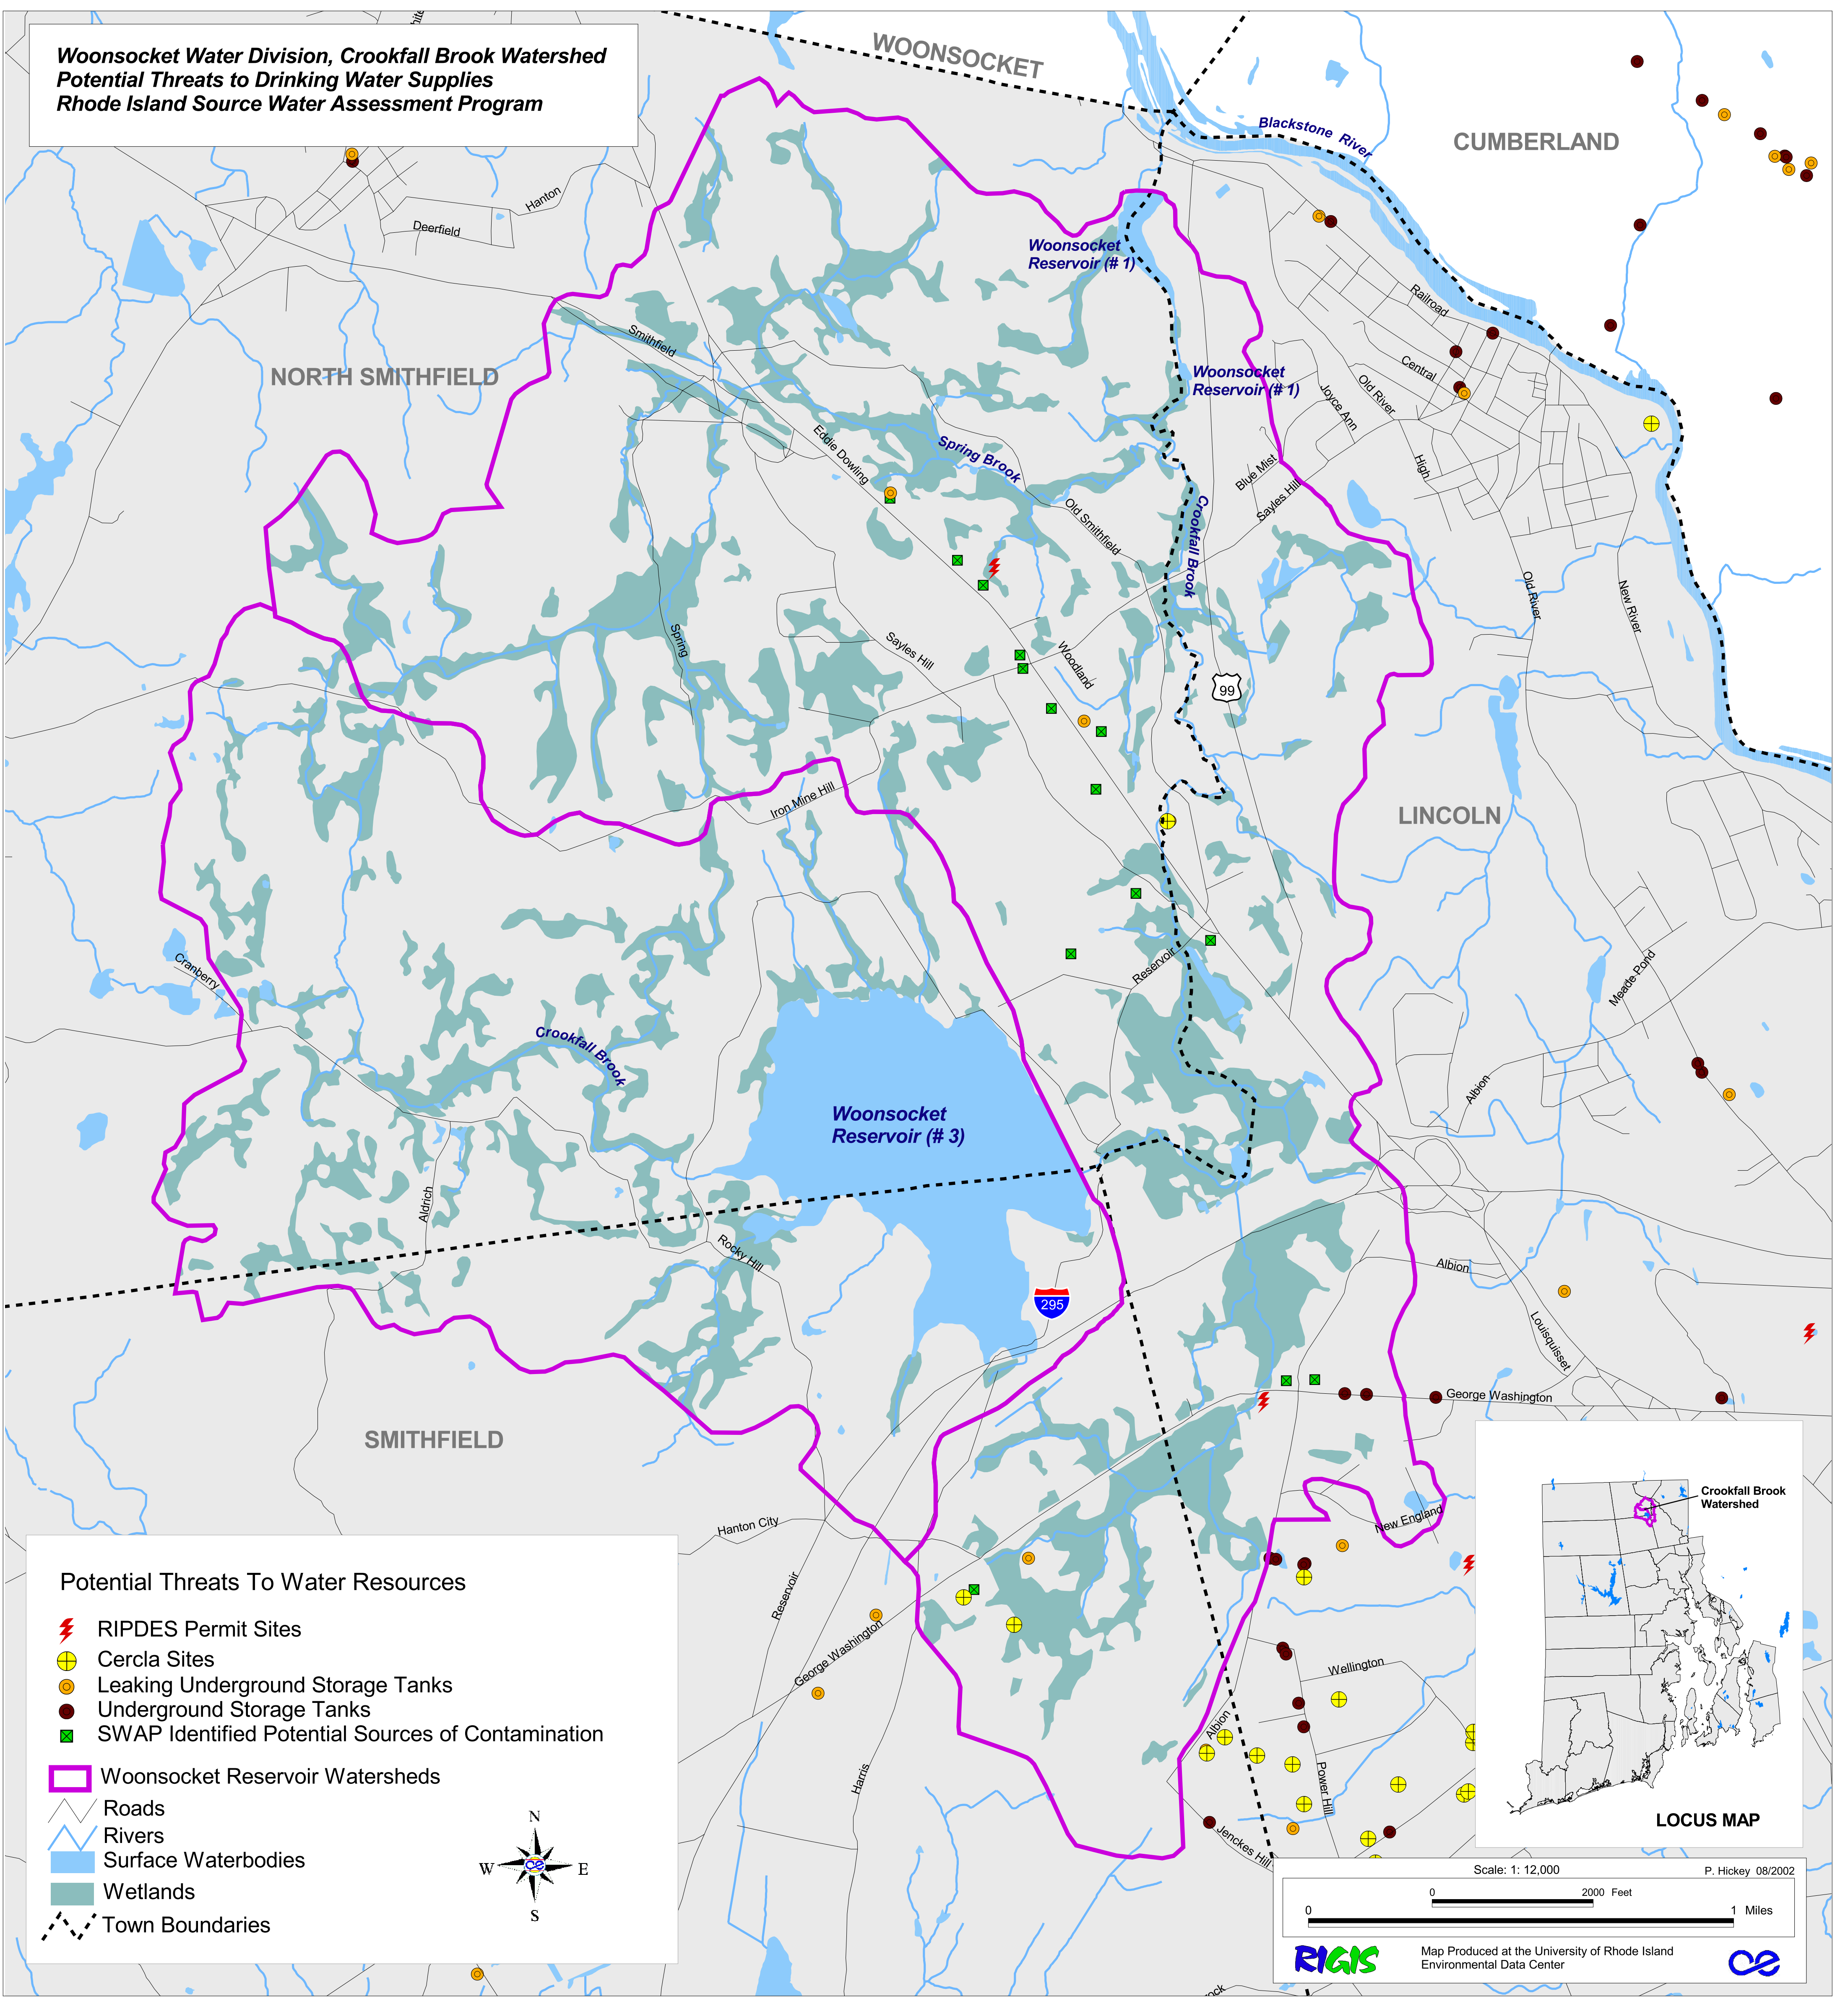 Woonsocket Water Division, Crookfall Brook Watershed
Potential Threats to Drinking Water Supplies
Rhode Island Source Water Assessment Program
WOONSOCKET
CUMBERLAND
Blackstone River
Hanton
Deerfield
Woonsocket
Reservoir (# 1)
Railroad
Smithfield
NORTH SMITHFIELD
Woonsocket
Reservoir (# 1)
Central
Old River
Joyce Ann
Eddie Dowling
Spring Brook
High
Blue Mist
Sayles Hill
Old Smithfield
Crookfall Brook
Old River
New River
Spring
Sayles Hill
Woodland
99
Iron Mine Hill
LINCOLN
Cranberry
Reservoir
Meade Pond
Crookfall Brook
Albion
Woonsocket
Reservoir (# 3)
Aldrich
Rocky Hill
Albion
295
Louisquisset
George Washington
SMITHFIELD
Hanton City
New England
Reservoir
George Washington
Wellington
Albion
Harris
Power Hill
Jenckes Hill
ock
Crookfall Brook
Watershed
LOCUS MAP
Potential Threats To Water Resources
RIPDES Permit Sites
Cercla Sites
Leaking Underground Storage Tanks
Underground Storage Tanks
SWAP Identified Potential Sources of Contamination
Woonsocket Reservoir Watersheds
Roads
Rivers
Surface Waterbodies
Wetlands
Town Boundaries
N
W E
S
Scale: 1: 12,000 P. Hickey 08/2002
0 2000 Feet
0 1 Miles
RIGIS
Map Produced at the University of Rhode Island
Environmental Data Center